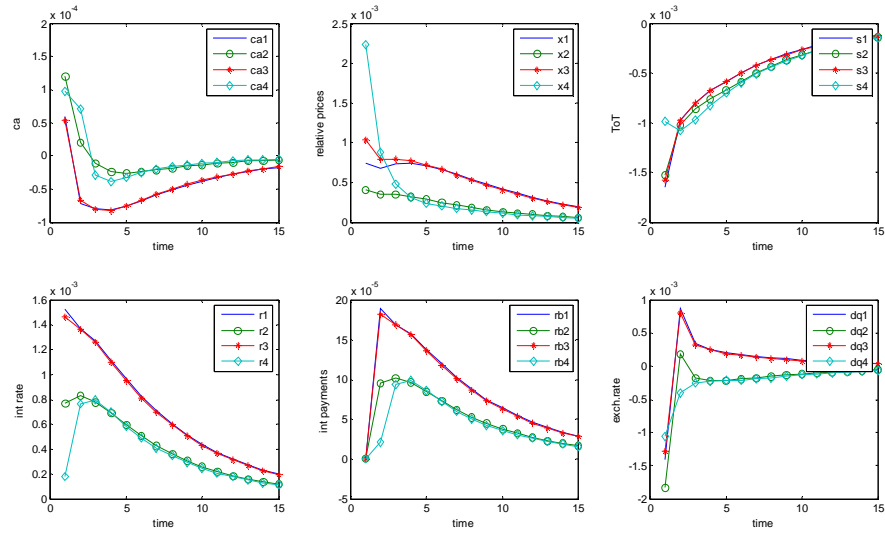 x 10⁻⁴
2
1.5
1
0.5
0
-0.5
-1
0
5
10
15
ca
time
ca1
ca2
ca3
ca4
x 10⁻³
2.5
2
1.5
1
0.5
0
0
5
10
15
relative prices
time
x1
x2
x3
x4
x 10⁻³
0
-0.5
-1
-1.5
-2
0
5
10
15
ToT
time
s1
s2
s3
s4
x 10⁻³
1.6
1.4
1.2
1
0.8
0.6
0.4
0.2
0
0
5
10
15
int rate
time
r1
r2
r3
r4
x 10⁻⁵
20
15
10
5
0
-5
0
5
10
15
int payments
time
rb1
rb2
rb3
rb4
x 10⁻³
1
0.5
0
-0.5
-1
-1.5
-2
0
5
10
15
exch.rate
time
dq1
dq2
dq3
dq4